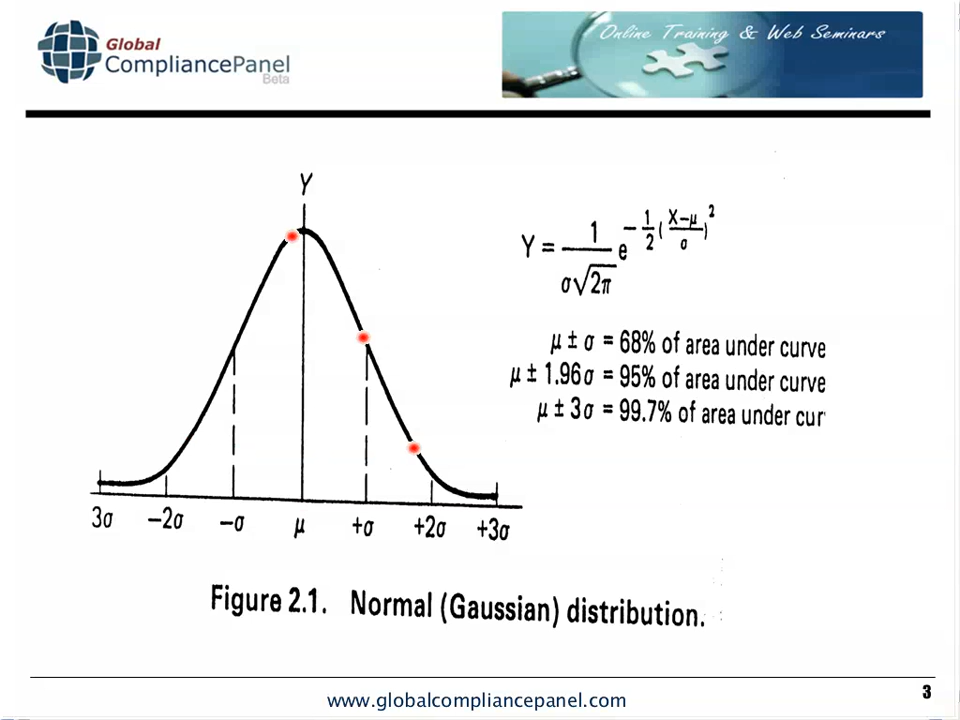 Global
CompliancePanel
Beta
Online Training & Web Seminars
Y
Y = 1/σ√2π e^-1/2(X-μ/σ)^2
μ ± σ = 68% of area under curve
μ ± 1.96σ = 95% of area under curve
μ ± 3σ = 99.7% of area under cur
3σ -2σ -σ μ +σ +2σ +3σ
Figure 2.1. Normal (Gaussian) distribution.
www.globalcompliancepanel.com
3